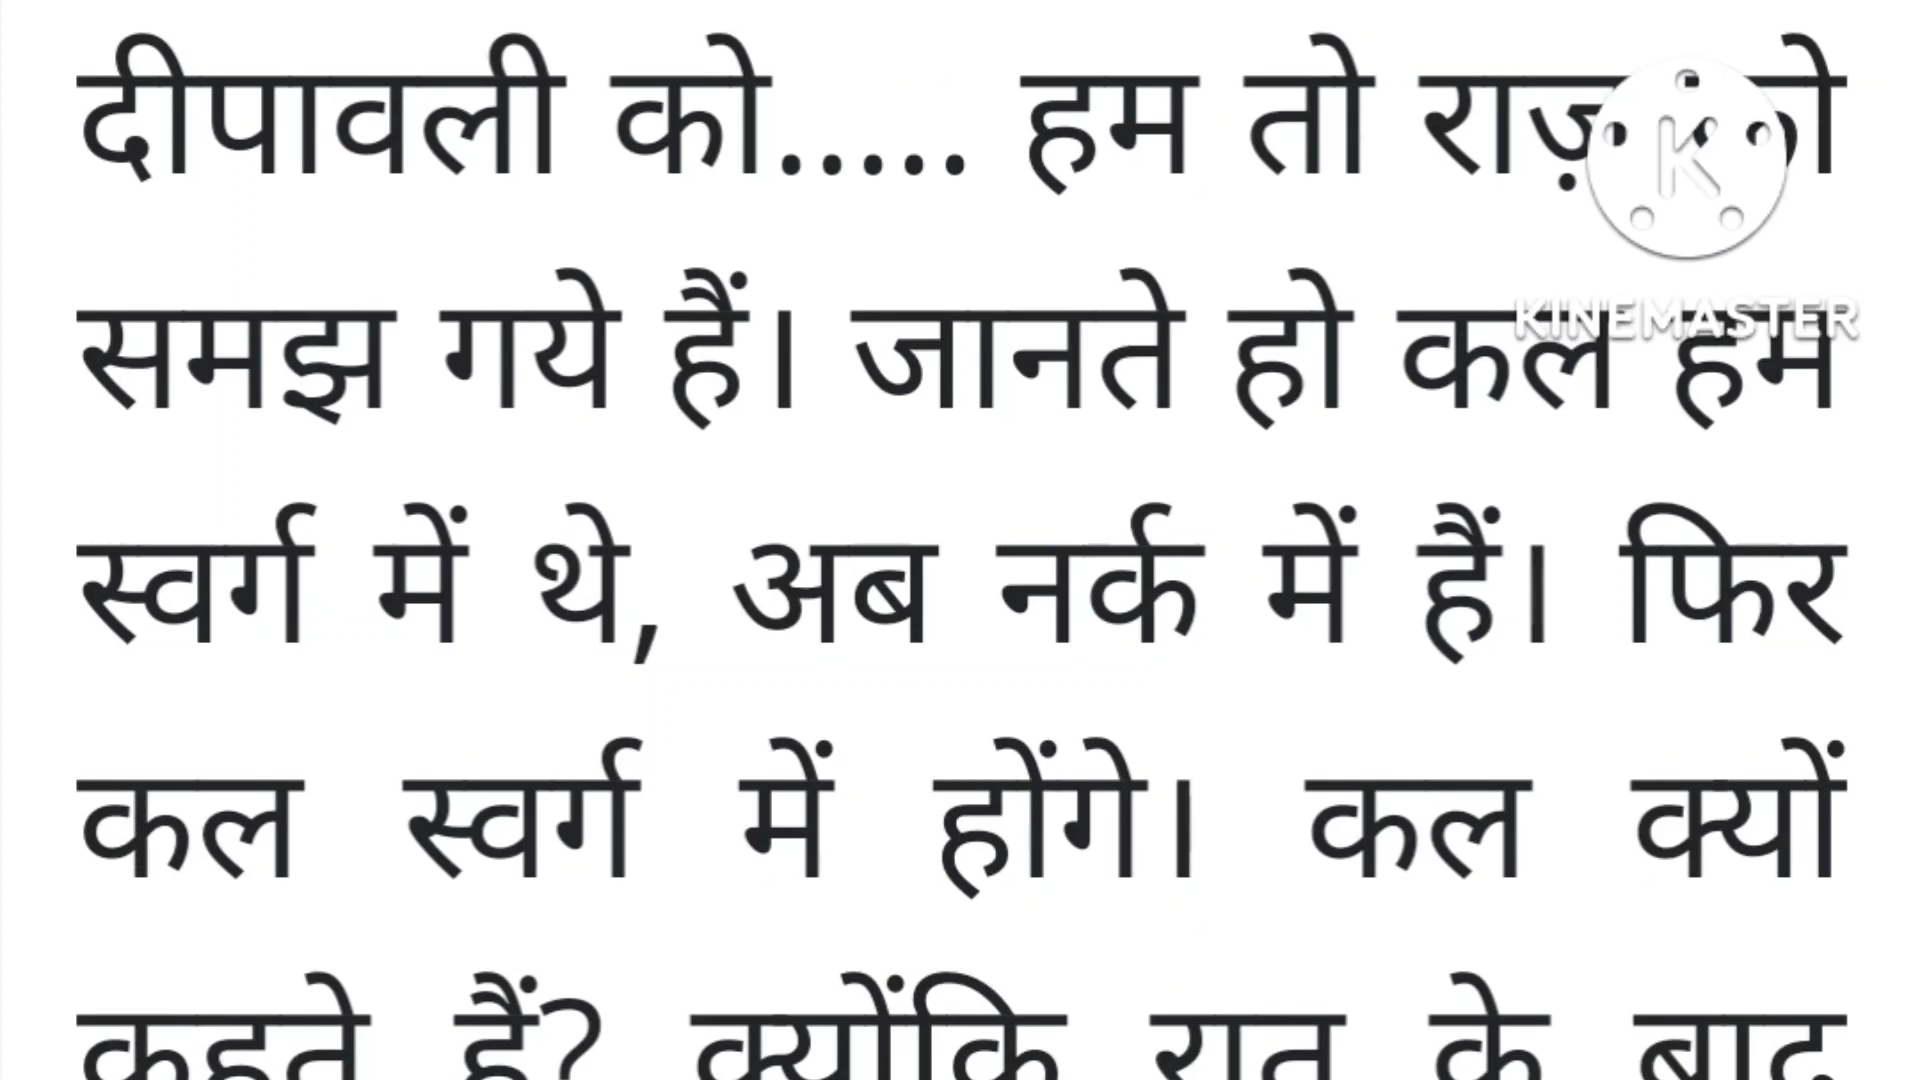 दीपावली को..... हम तो राज़ को
समझ गये हैं। जानते हो कल हम
स्वर्ग में थे, अब नर्क में हैं। फिर
कल स्वर्ग में होंगे। कल क्यों
कहते हैं? क्योंकि रात के बाद
K
KINEMASTER